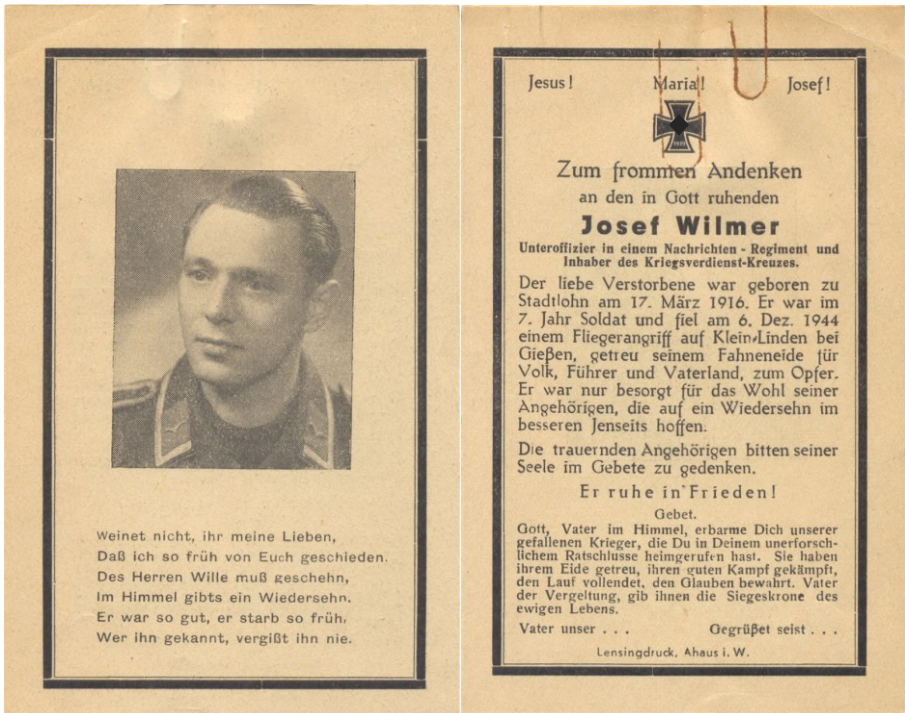 Weinet nicht, ihr meine Lieben,
Daß ich so früh von Euch geschieden.
Des Herren Wille muß geschehn,
Im Himmel gibts ein Wiedersehn.
Er war so gut, er starb so früh,
Wer ihn gekannt, vergißt ihn nie.
Jesus! Maria! Josef!
1939
Zum frommen Andenken
an den in Gott ruhenden
Josef Wilmer
Unteroffizier in einem Nachrichten-Regiment und
Inhaber des Kriegsverdienst-Kreuzes.
Der liebe Verstorbene war geboren zu
Stadtlohn am 17. März 1916. Er war im
7. Jahr Soldat und fiel am 6. Dez. 1944
einem Fliegerangriff auf Klein-Linden bei
Gießen, getreu seinem Fahneneide für
Volk, Führer und Vaterland, zum Opfer.
Er war nur besorgt für das Wohl seiner
Angehörigen, die auf ein Wiedersehn im
besseren Jenseits hoffen.
Die trauernden Angehörigen bitten seiner
Seele im Gebete zu gedenken.
Er ruhe in Frieden!
Gebet.
Gott, Vater im Himmel, erbarme Dich unserer
gefallenen Krieger, die Du in Deinem unerforsch-
lichem Ratschlusse heimgerufen hast. Sie haben
ihrem Eide getreu, ihren guten Kampf gekämpft,
den Lauf vollendet, den Glauben bewahrt. Vater
der Vergeltung, gib ihnen die Siegeskrone des
ewigen Lebens.
Vater unser . . . Gegrüßet seist . . .
Lensingdruck, Ahaus i. W.